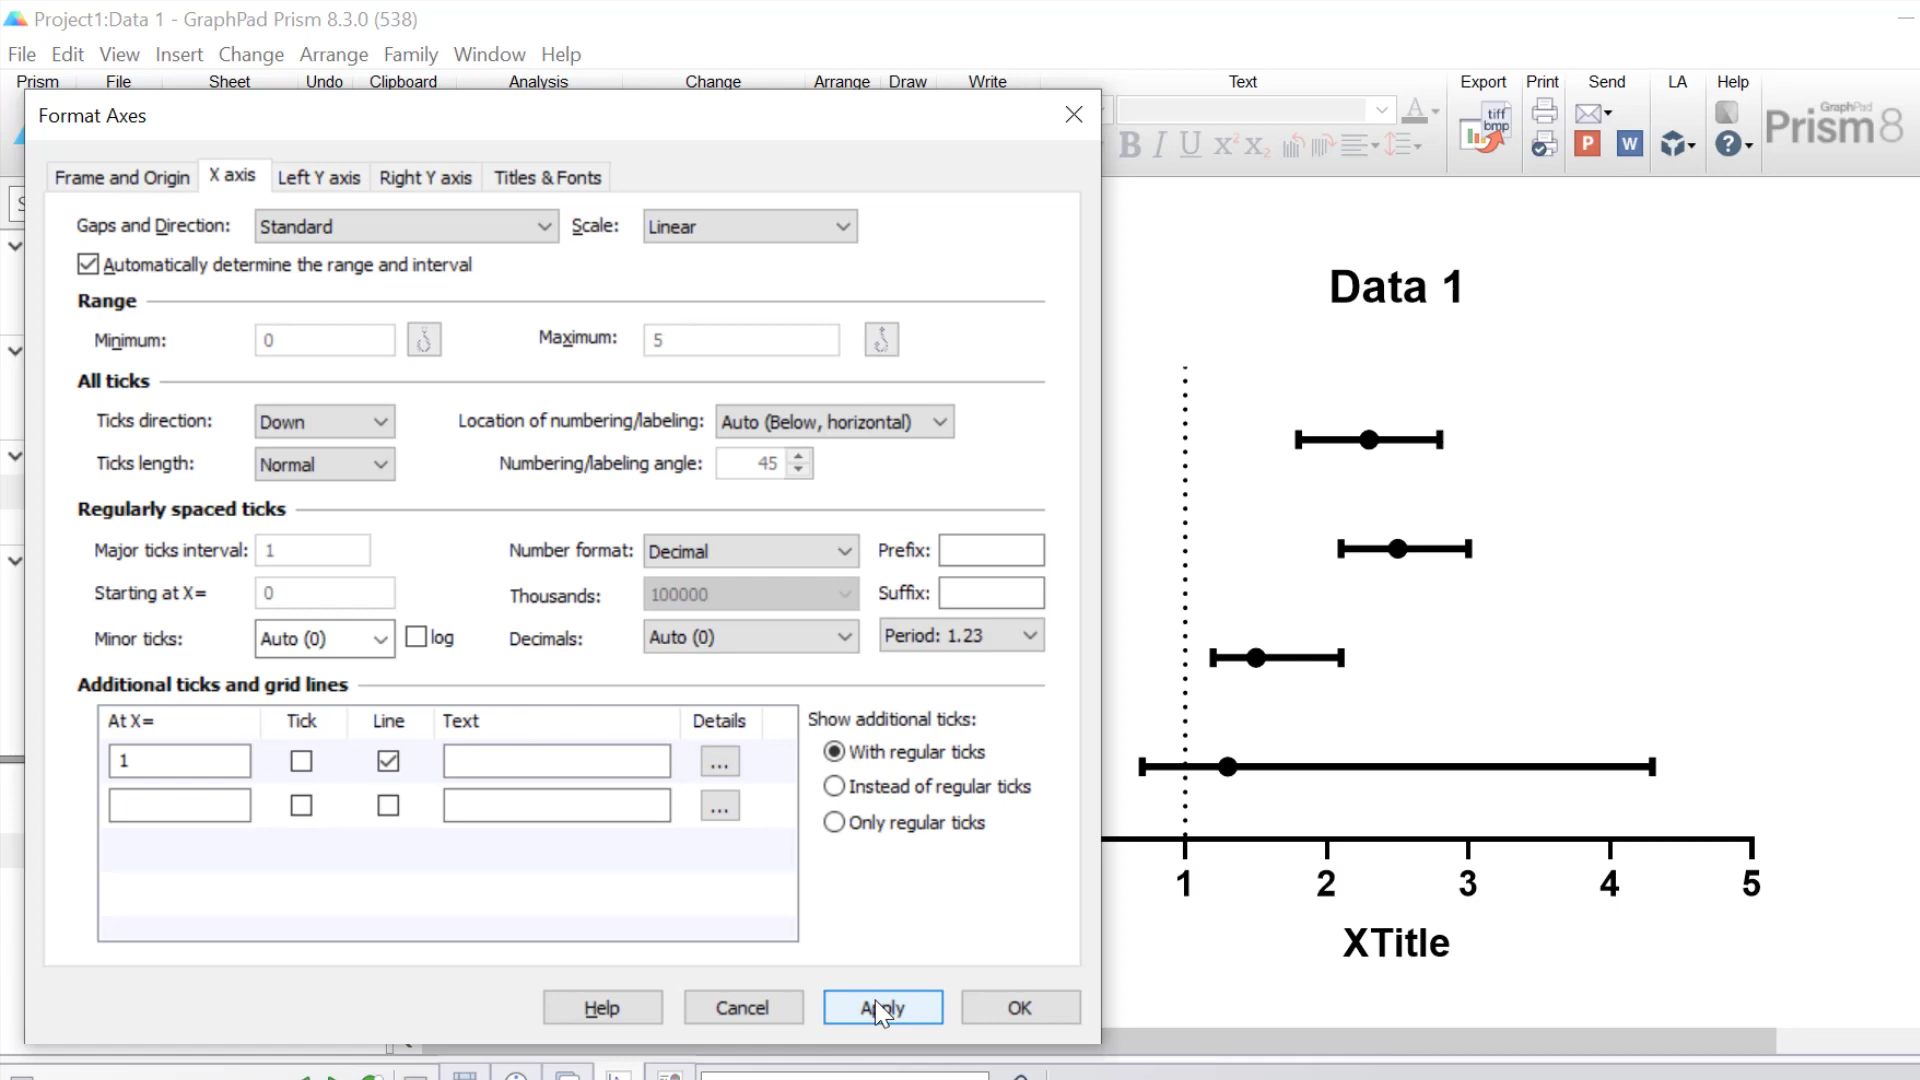 Project1:Data 1 - GraphPad Prism 8.3.0 (538)
File Edit View Insert Change Arrange Family Window Help
Prism File Sheet Undo Clipboard Analysis Change Arrange Draw Write Text Export Print Send LA Help
Format Axes
tiff
bmp
A
B I U X² X₂
P W ?
GraphPad
Prism 8
Frame and Origin X axis Left Y axis Right Y axis Titles & Fonts
Gaps and Direction: Standard Scale: Linear
Automatically determine the range and interval
Range
Minimum: 0 Maximum: 5
All ticks
Ticks direction: Down Location of numbering/labeling: Auto (Below, horizontal)
Ticks length: Normal Numbering/labeling angle: 45
Regularly spaced ticks
Major ticks interval: 1 Number format: Decimal Prefix:
Starting at X= 0 Thousands: 100000 Suffix:
Minor ticks: Auto (0) log Decimals: Auto (0) Period: 1.23
Additional ticks and grid lines
At X= Tick Line Text Details Show additional ticks:
1 ... With regular ticks
... Instead of regular ticks
Only regular ticks
Help Cancel Apply OK
Data 1
1 2 3 4 5
XTitle